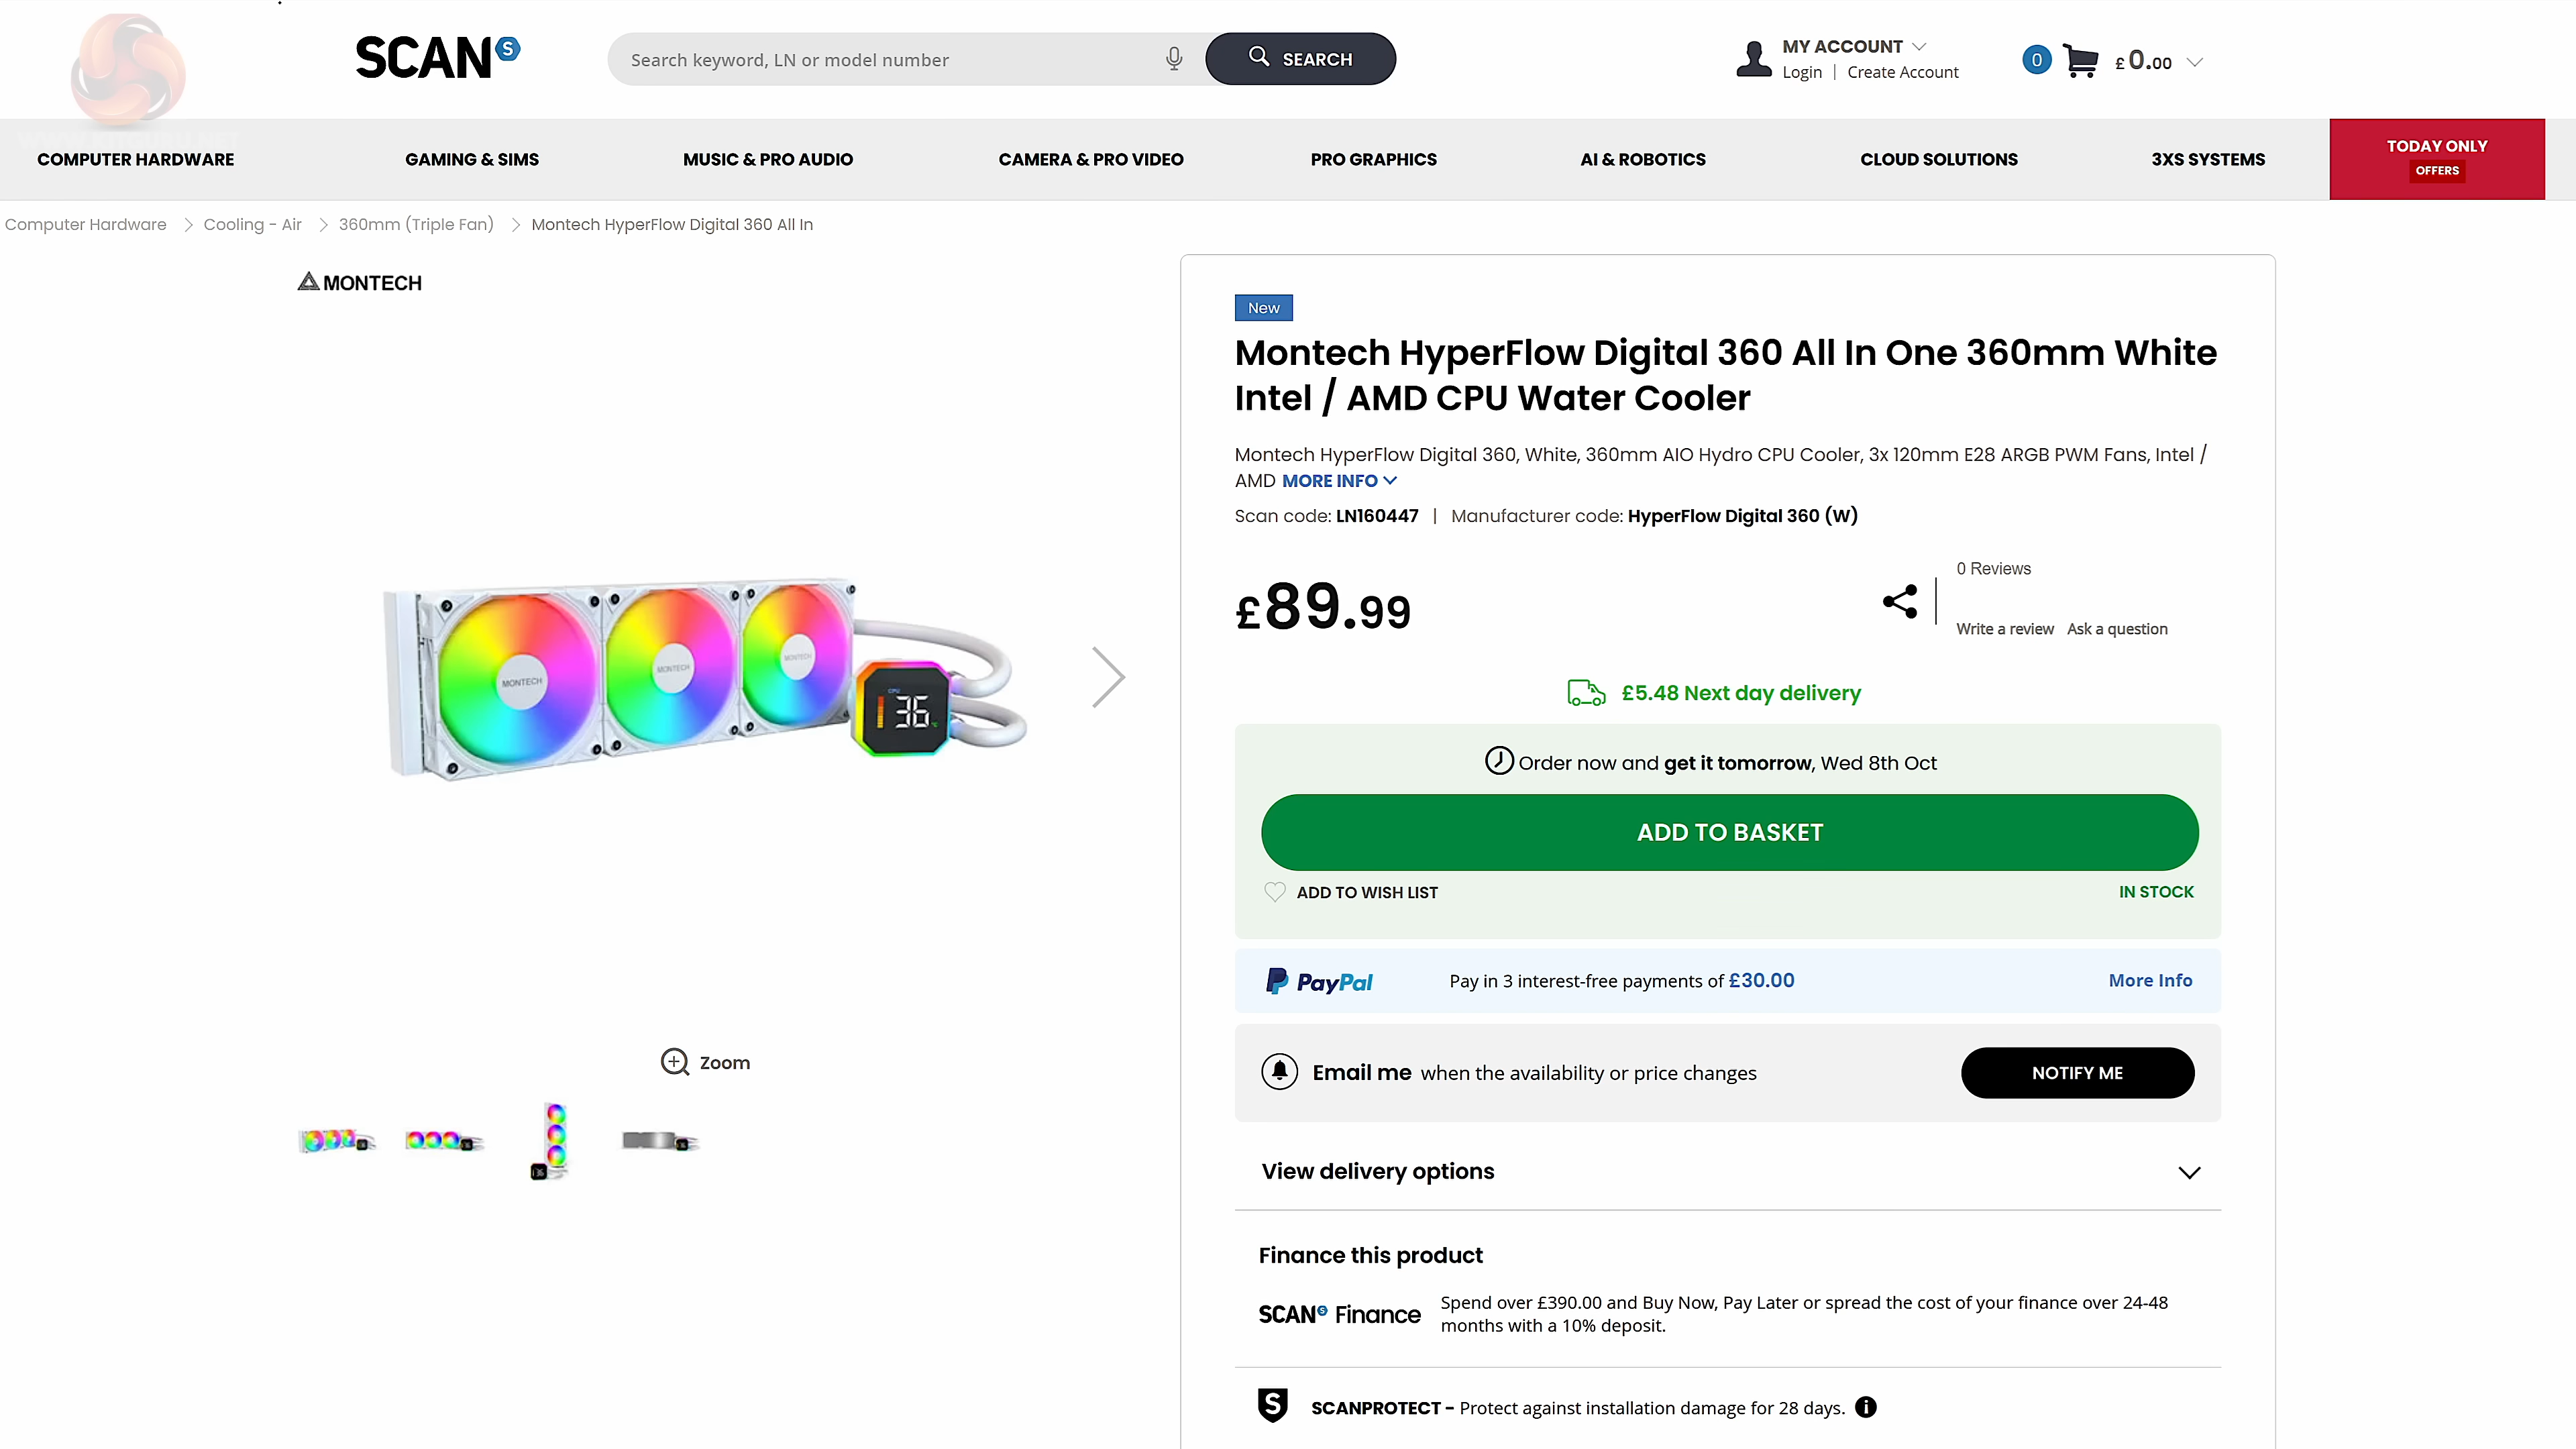 SCAN S
Search keyword, LN or model number
SEARCH
MY ACCOUNT
Login | Create Account
0
£0.00
COMPUTER HARDWARE
GAMING & SIMS
MUSIC & PRO AUDIO
CAMERA & PRO VIDEO
PRO GRAPHICS
AI & ROBOTICS
CLOUD SOLUTIONS
3XS SYSTEMS
TODAY ONLY
OFFERS
Computer Hardware > Cooling - Air > 360mm (Triple Fan) > Montech HyperFlow Digital 360 All In
MONTECH
MONTECH
MONTECH
MONTECH
CPU
36 °C
Zoom
36
New
Montech HyperFlow Digital 360 All In One 360mm White
Intel / AMD CPU Water Cooler
Montech HyperFlow Digital 360, White, 360mm AIO Hydro CPU Cooler, 3x 120mm E28 ARGB PWM Fans, Intel /
AMD MORE INFO
Scan code: LN160447 | Manufacturer code: HyperFlow Digital 360 (W)
£89.99
0 Reviews
Write a review Ask a question
£5.48 Next day delivery
Order now and get it tomorrow, Wed 8th Oct
ADD TO BASKET
ADD TO WISH LIST
IN STOCK
PayPal
Pay in 3 interest-free payments of £30.00
More Info
Email me when the availability or price changes
NOTIFY ME
View delivery options
Finance this product
SCAN S Finance
Spend over £390.00 and Buy Now, Pay Later or spread the cost of your finance over 24-48
months with a 10% deposit.
SCANPROTECT - Protect against installation damage for 28 days.